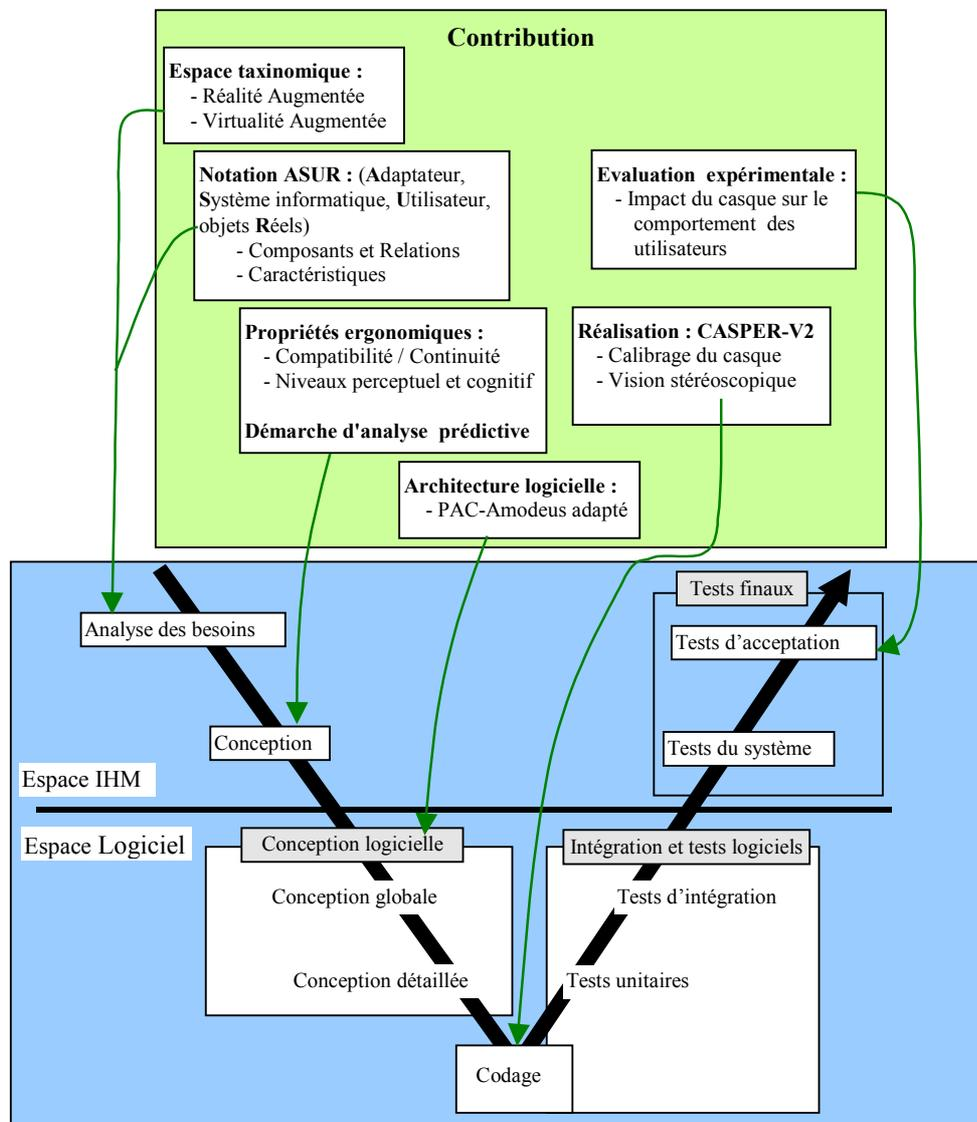 Contribution
Espace taxinomique :
- Réalité Augmentée
- Virtualité Augmentée
Notation ASUR : (Adaptateur,
Système informatique, Utilisateur,
objets Réels)
- Composants et Relations
- Caractéristiques
Evaluation expérimentale :
- Impact du casque sur le
comportement des
utilisateurs
Propriétés ergonomiques :
- Compatibilité / Continuité
- Niveaux perceptuel et cognitif
Démarche d'analyse prédictive
Réalisation : CASPER-V2
- Calibrage du casque
- Vision stéréoscopique
Architecture logicielle :
- PAC-Amodeus adapté
Analyse des besoins
Conception
Tests finaux
Tests d'acceptation
Tests du système
Espace IHM
Espace Logiciel
Conception logicielle
Conception globale
Conception détaillée
Intégration et tests logiciels
Tests d'intégration
Tests unitaires
Codage